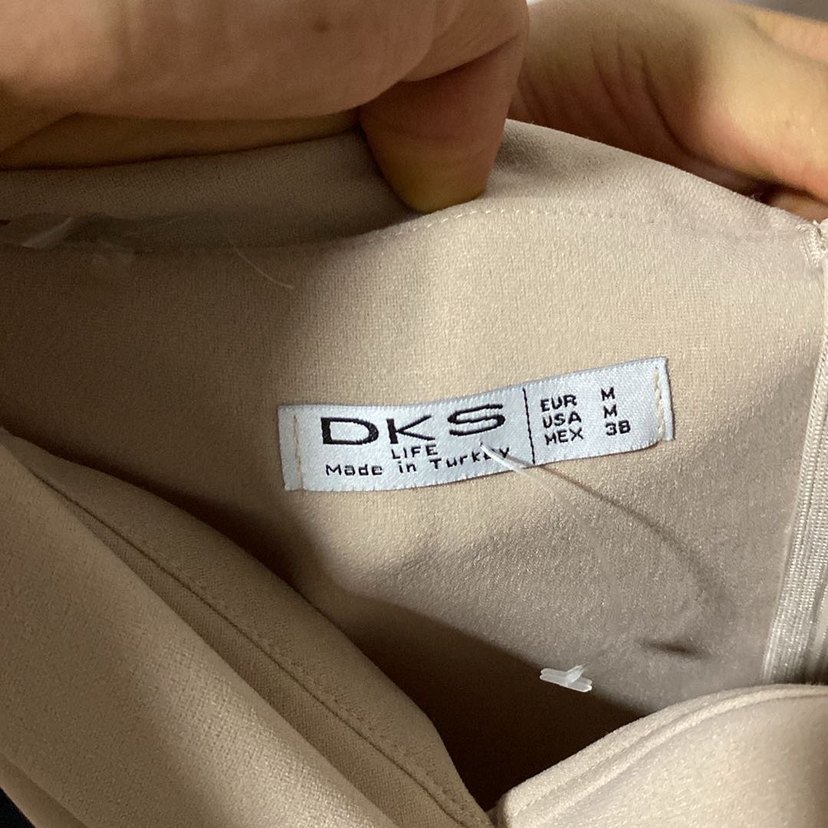 DKS
LIFE
Made in Turkey
EUR M
USA M
MEX 38